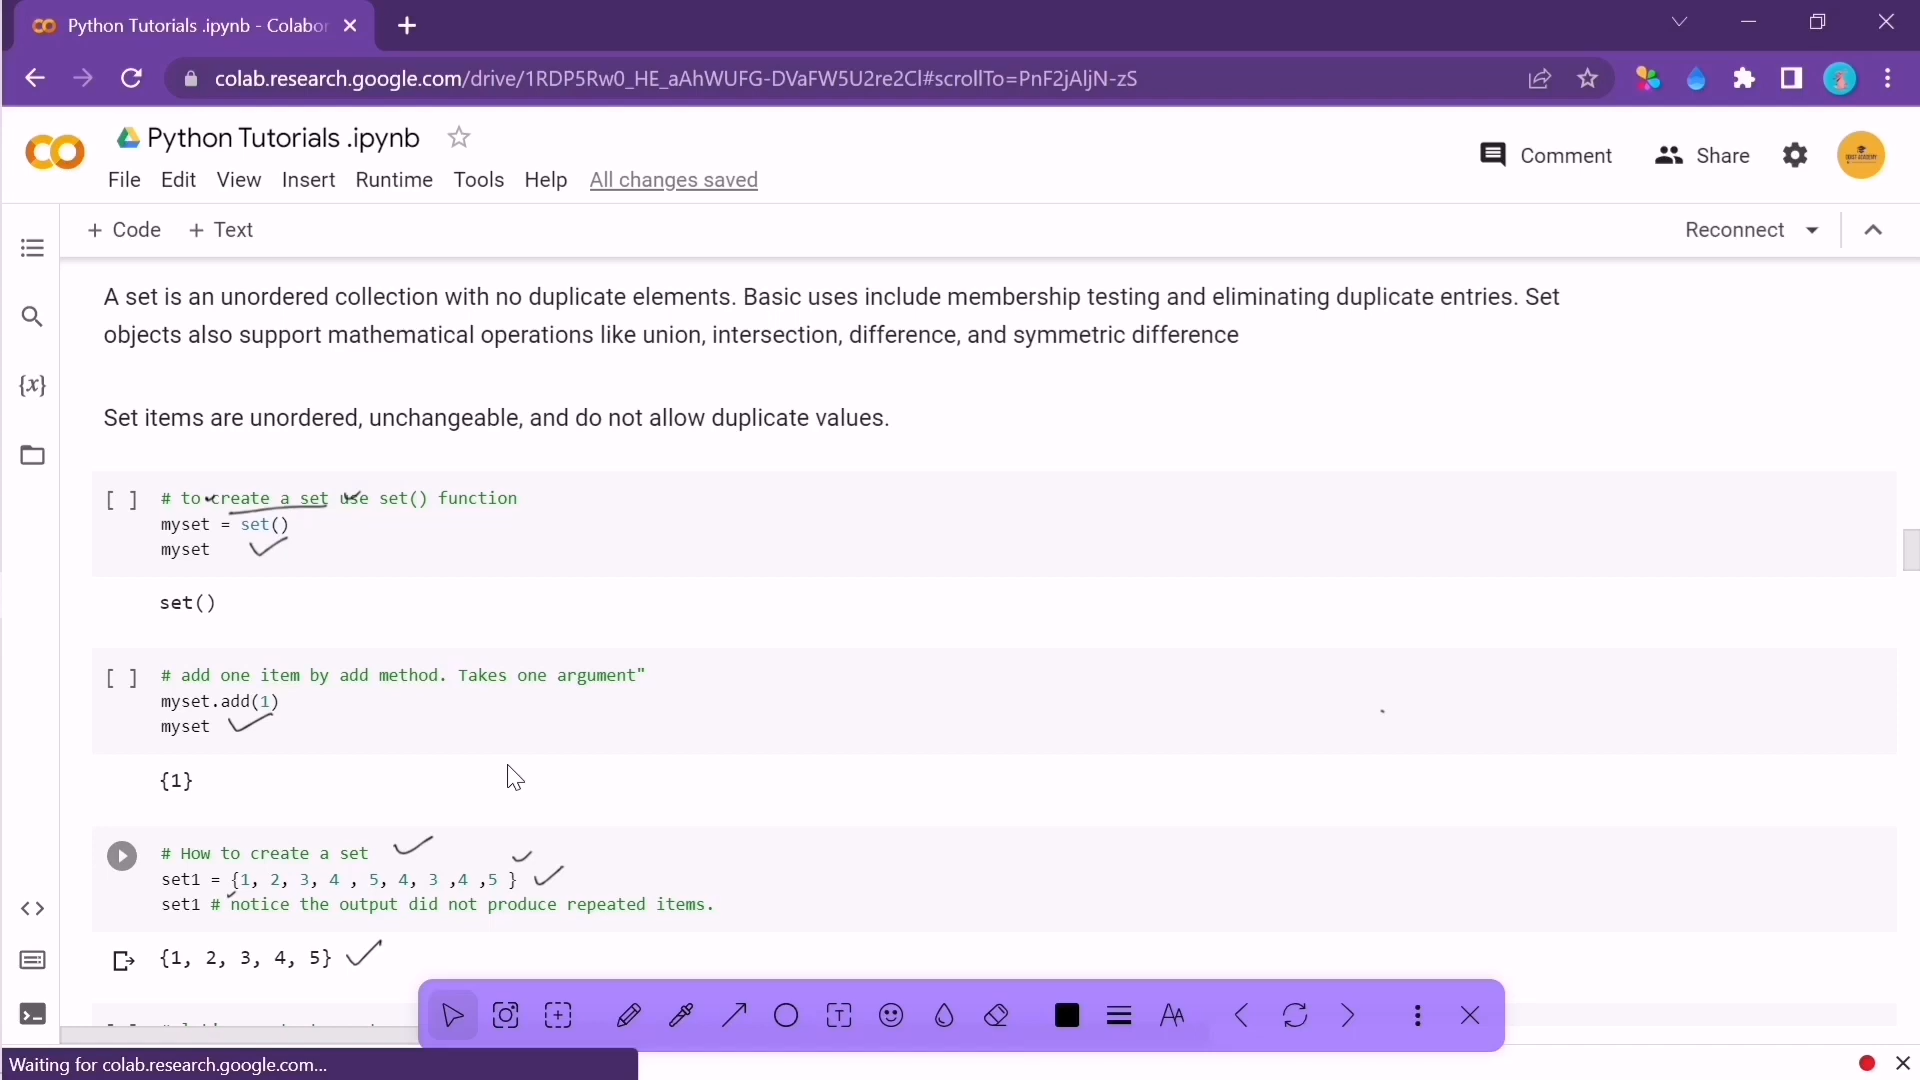 Python Tutorials .ipynb - Colabor
colab.research.google.com/drive/1RDP5Rw0_HE_aAhWUFG-DVaFW5U2re2Cl#scrollTo=PnF2jAljN-zS
Python Tutorials .ipynb
Comment
Share
File Edit View Insert Runtime Tools Help All changes saved
+ Code + Text
Reconnect
A set is an unordered collection with no duplicate elements. Basic uses include membership testing and eliminating duplicate entries. Set
objects also support mathematical operations like union, intersection, difference, and symmetric difference
Set items are unordered, unchangeable, and do not allow duplicate values.
[ ] # to create a set use set() function
myset = set()
myset
set()
[ ] # add one item by add method. Takes one argument"
myset.add(1)
myset
{1}
# How to create a set
set1 = {1, 2, 3, 4 , 5, 4, 3 ,4 ,5 }
set1 # notice the output did not produce repeated items.
{1, 2, 3, 4, 5}
Waiting for colab.research.google.com...